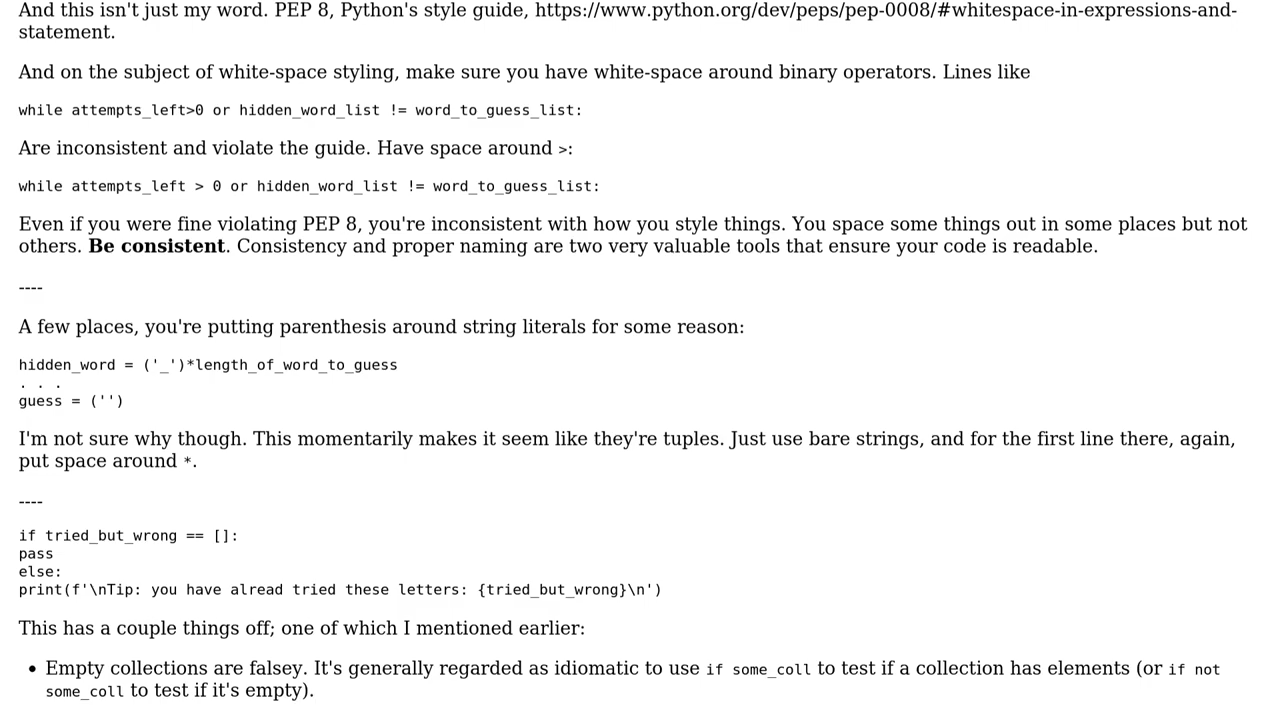 And this isn't just my word. PEP 8, Python's style guide, https://www.python.org/dev/peps/pep-0008/#whitespace-in-expressions-and-
statement.
And on the subject of white-space styling, make sure you have white-space around binary operators. Lines like
while attempts_left>0 or hidden_word_list != word_to_guess_list:
Are inconsistent and violate the guide. Have space around >:
while attempts_left > 0 or hidden_word_list != word_to_guess_list:
Even if you were fine violating PEP 8, you're inconsistent with how you style things. You space some things out in some places but not
others. Be consistent. Consistency and proper naming are two very valuable tools that ensure your code is readable.
----
A few places, you're putting parenthesis around string literals for some reason:
hidden_word = ('_')*length_of_word_to_guess
. . .
guess = ('')
I'm not sure why though. This momentarily makes it seem like they're tuples. Just use bare strings, and for the first line there, again,
put space around *.
----
if tried_but_wrong == []:
pass
else:
print(f'\nTip: you have alread tried these letters: {tried_but_wrong}\n')
This has a couple things off; one of which I mentioned earlier:
• Empty collections are falsey. It's generally regarded as idiomatic to use if some_coll to test if a collection has elements (or if not
some_coll to test if it's empty).